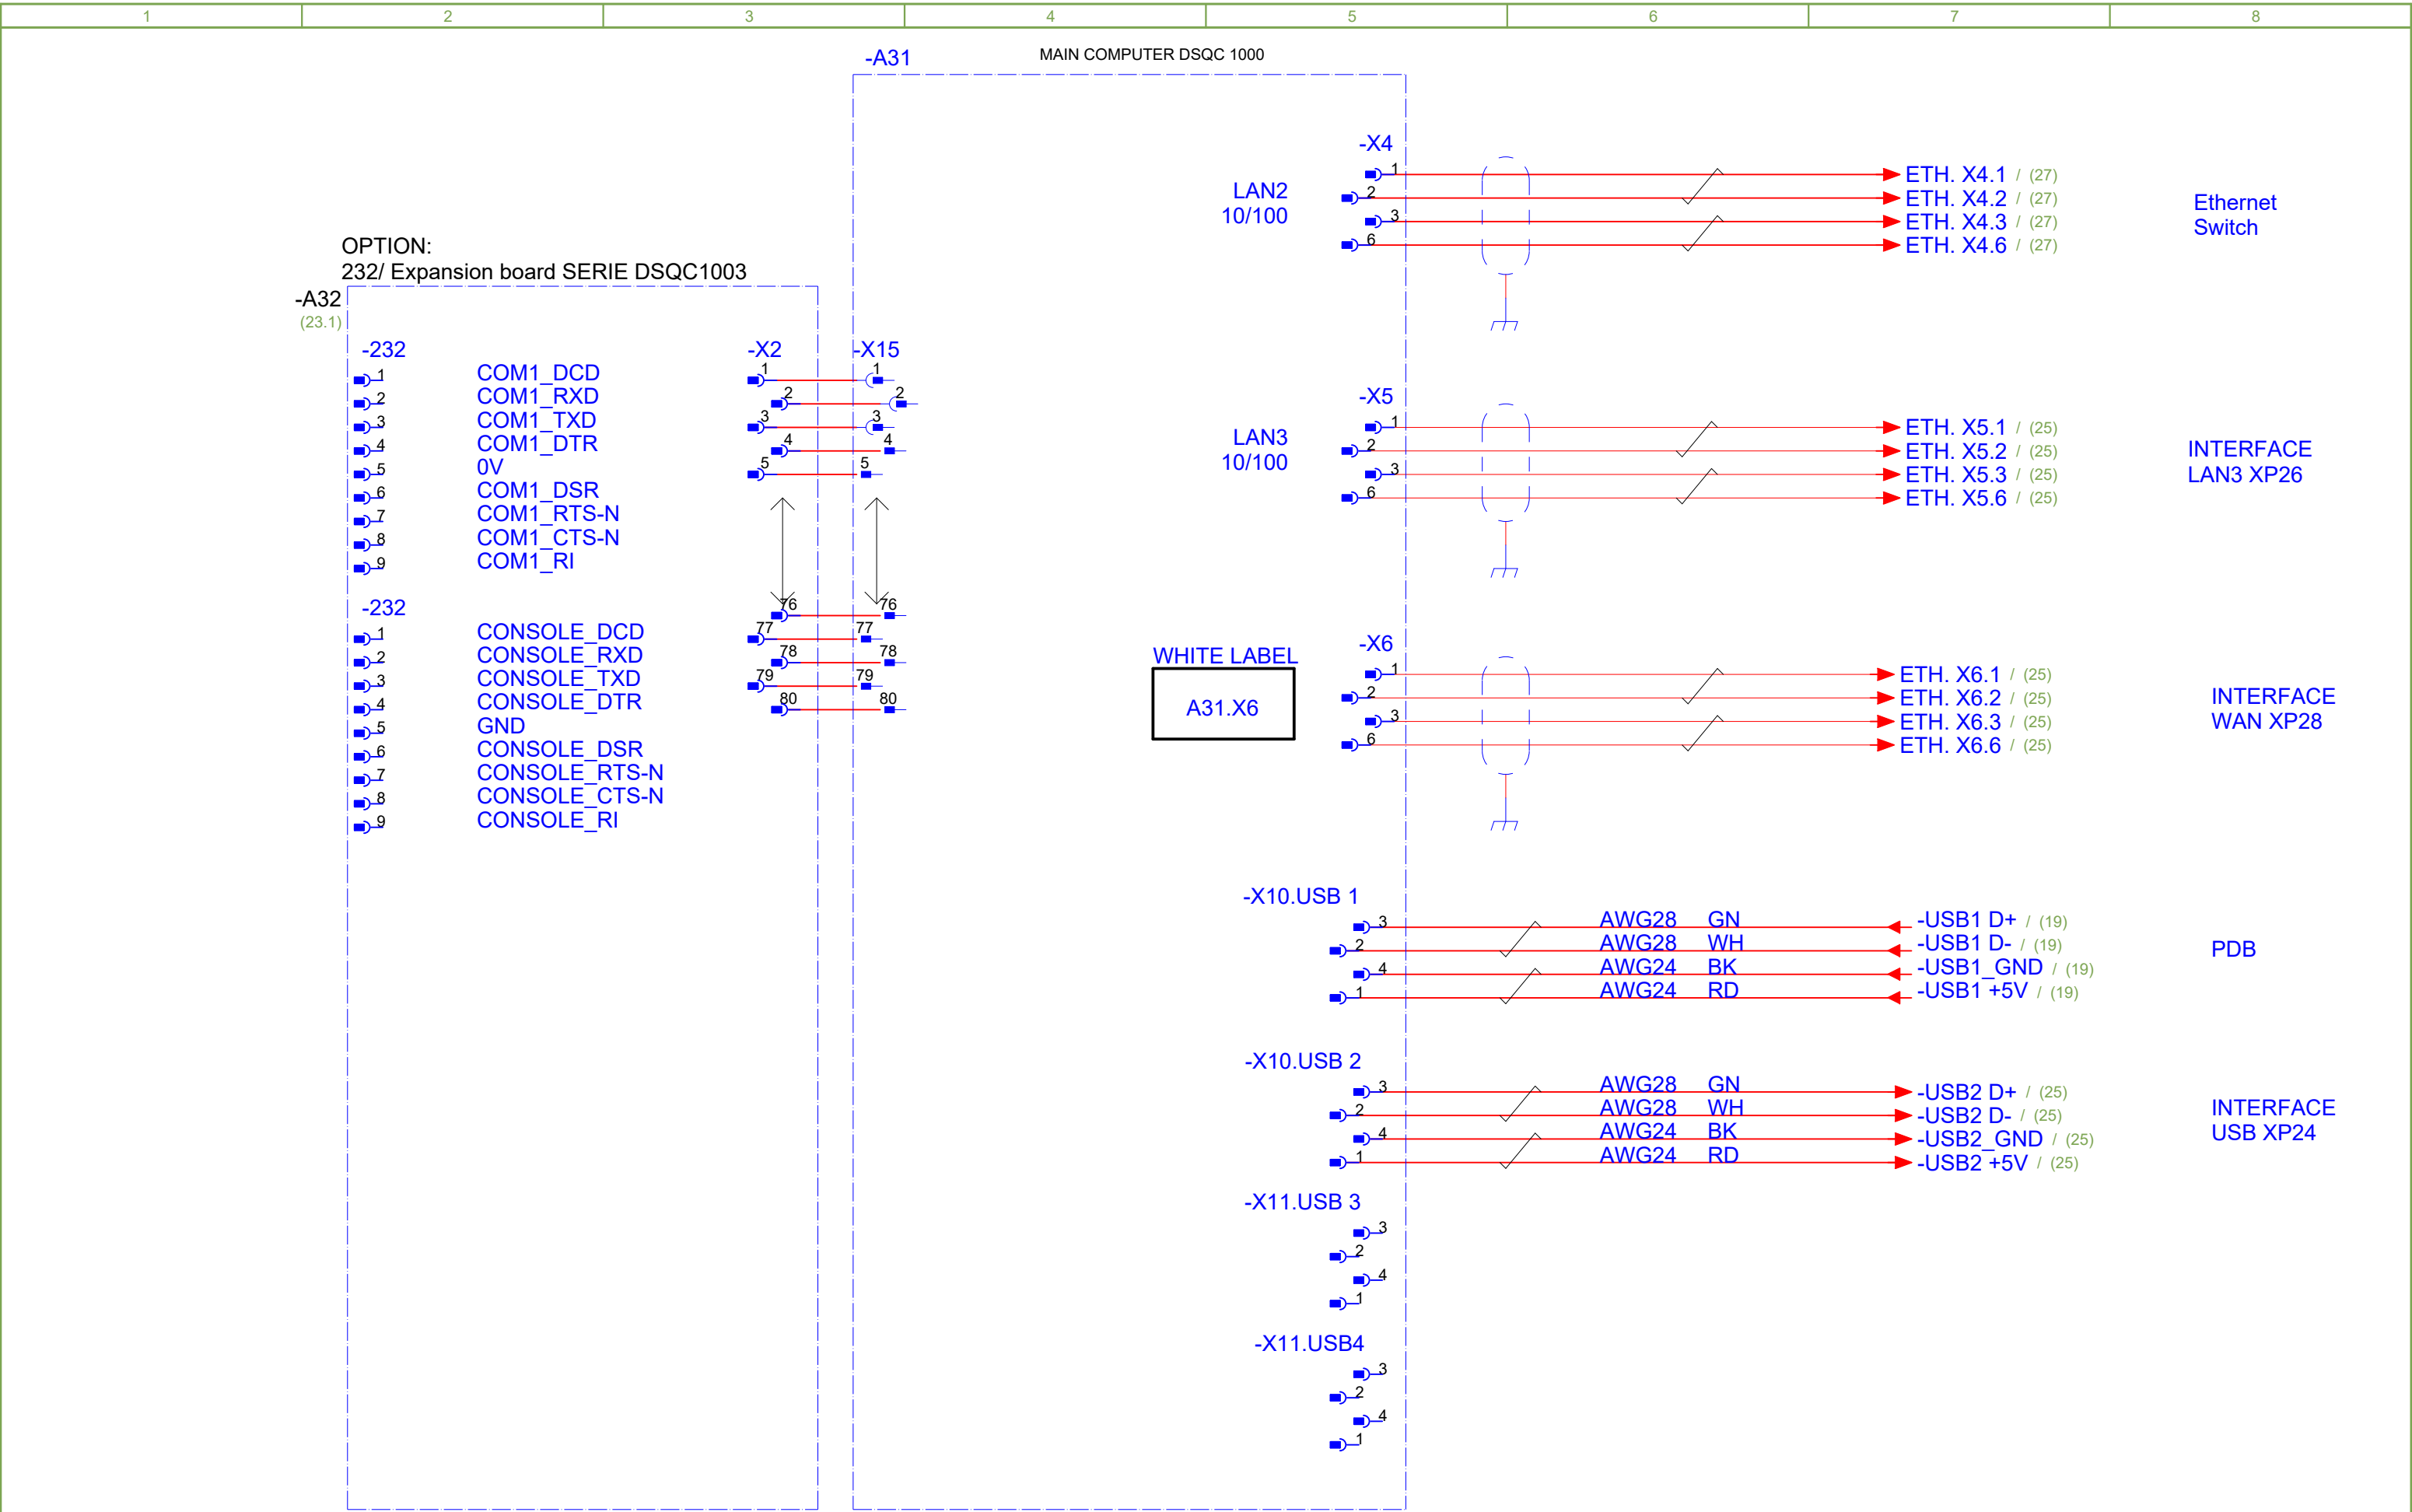 1 2 3 4 5 6 7 8
-A31
MAIN COMPUTER DSQC 1000
-X4
LAN2
10/100
1
2
3
6
ETH. X4.1 / (27)
ETH. X4.2 / (27)
ETH. X4.3 / (27)
ETH. X4.6 / (27)
Ethernet
Switch
OPTION:
232/ Expansion board SERIE DSQC1003
-A32
(23.1)
-232
1 COM1_DCD
2 COM1_RXD
3 COM1_TXD
4 COM1_DTR
5 0V
6 COM1_DSR
7 COM1_RTS-N
8 COM1_CTS-N
9 COM1_RI
-X2 -X15
1 1
2 2
3 3
4 4
5 5
76 76
77 77
78 78
79 79
80 80
-232
1 CONSOLE_DCD
2 CONSOLE_RXD
3 CONSOLE_TXD
4 CONSOLE_DTR
5 GND
6 CONSOLE_DSR
7 CONSOLE_RTS-N
8 CONSOLE_CTS-N
9 CONSOLE_RI
-X5
LAN3
10/100
1
2
3
6
ETH. X5.1 / (25)
ETH. X5.2 / (25)
ETH. X5.3 / (25)
ETH. X5.6 / (25)
INTERFACE
LAN3 XP26
-X6
WHITE LABEL
A31.X6
1
2
3
6
ETH. X6.1 / (25)
ETH. X6.2 / (25)
ETH. X6.3 / (25)
ETH. X6.6 / (25)
INTERFACE
WAN XP28
-X10.USB 1
3 AWG28 GN -USB1 D+ / (19)
2 AWG28 WH -USB1 D- / (19)
4 AWG24 BK -USB1_GND / (19)
1 AWG24 RD -USB1 +5V / (19)
PDB
-X10.USB 2
3 AWG28 GN -USB2 D+ / (25)
2 AWG28 WH -USB2 D- / (25)
4 AWG24 BK -USB2_GND / (25)
1 AWG24 RD -USB2 +5V / (25)
INTERFACE
USB XP24
-X11.USB 3
3
2
4
1
-X11.USB4
3
2
4
1